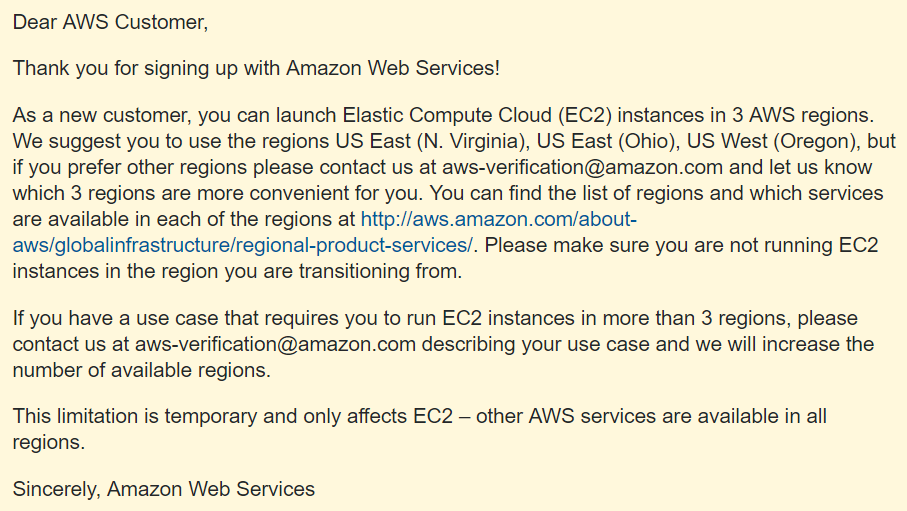 Dear AWS Customer,
Thank you for signing up with Amazon Web Services!
As a new customer, you can launch Elastic Compute Cloud (EC2) instances in 3 AWS regions.
We suggest you to use the regions US East (N. Virginia), US East (Ohio), US West (Oregon), but
if you prefer other regions please contact us at aws-verification@amazon.com and let us know
which 3 regions are more convenient for you. You can find the list of regions and which services
are available in each of the regions at http://aws.amazon.com/about-
aws/globalinfrastructure/regional-product-services/. Please make sure you are not running EC2
instances in the region you are transitioning from.
If you have a use case that requires you to run EC2 instances in more than 3 regions, please
contact us at aws-verification@amazon.com describing your use case and we will increase the
number of available regions.
This limitation is temporary and only affects EC2 – other AWS services are available in all
regions.
Sincerely, Amazon Web Services